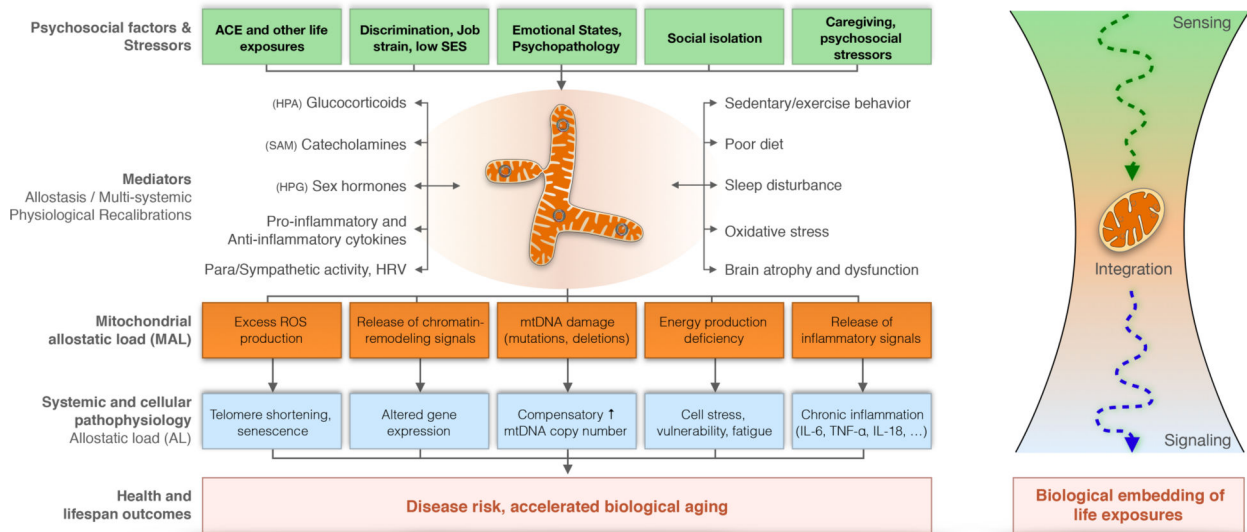 Psychosocial factors
& Stressors
ACE and other life
exposures
Discrimination, Job
strain, low SES
Emotional States,
Psychopathology
Social isolation
Caregiving,
psychosocial
stressors
Mediators
Allostasis / Multi-systemic
Physiological Recalibrations
(HPA) Glucocorticoids
(SAM) Catecholamines
(HPG) Sex hormones
Pro-inflammatory and
Anti-inflammatory cytokines
Para/Sympathetic activity, HRV
Sedentary/exercise behavior
Poor diet
Sleep disturbance
Oxidative stress
Brain atrophy and dysfunction
Mitochondrial
allostatic load (MAL)
Excess ROS
production
Release of chromatin-
remodeling signals
mtDNA damage
(mutations, deletions)
Energy production
deficiency
Release of
inflammatory signals
Systemic and cellular
pathophysiology
Allostatic load (AL)
Telomere shortening,
senescence
Altered gene
expression
Compensatory ↑
mtDNA copy number
Cell stress,
vulnerability, fatigue
Chronic inflammation
(IL-6, TNF-α, IL-18, …)
Health and
lifespan outcomes
Disease risk, accelerated biological aging
Sensing
Integration
Signaling
Biological embedding of
life exposures